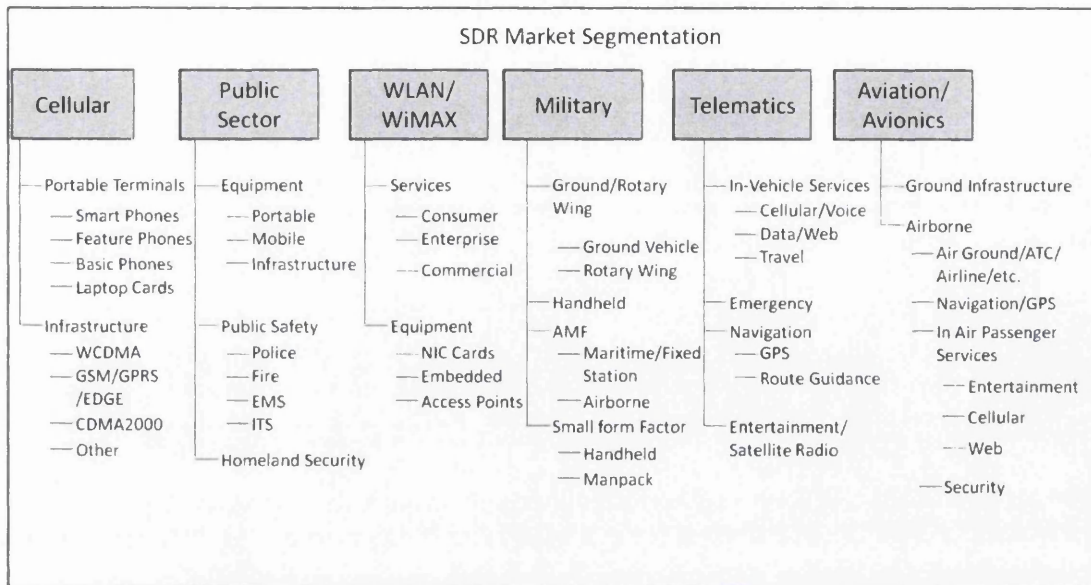 SDR Market Segmentation
Cellular
Portable Terminals
Smart Phones
Feature Phones
Basic Phones
Laptop Cards
Infrastructure
WCDMA
GSM/GPRS
/EDGE
CDMA2000
Other
Public
Sector
Equipment
Portable
Mobile
Infrastructure
Public Safety
Police
Fire
EMS
ITS
Homeland Security
WLAN/
WiMAX
Services
Consumer
Enterprise
Commercial
Equipment
NIC Cards
Embedded
Access Points
Military
Ground/Rotary
Wing
Ground Vehicle
Rotary Wing
Handheld
AMF
Maritime/Fixed
Station
Airborne
Small form Factor
Handheld
Manpack
Telematics
In-Vehicle Services
Cellular/Voice
Data/Web
Travel
Emergency
Navigation
GPS
Route Guidance
Entertainment/
Satellite Radio
Aviation/
Avionics
Ground Infrastructure
Airborne
Air Ground/ATC/
Airline/etc.
Navigation/GPS
In Air Passenger
Services
Entertainment
Cellular
Web
Security